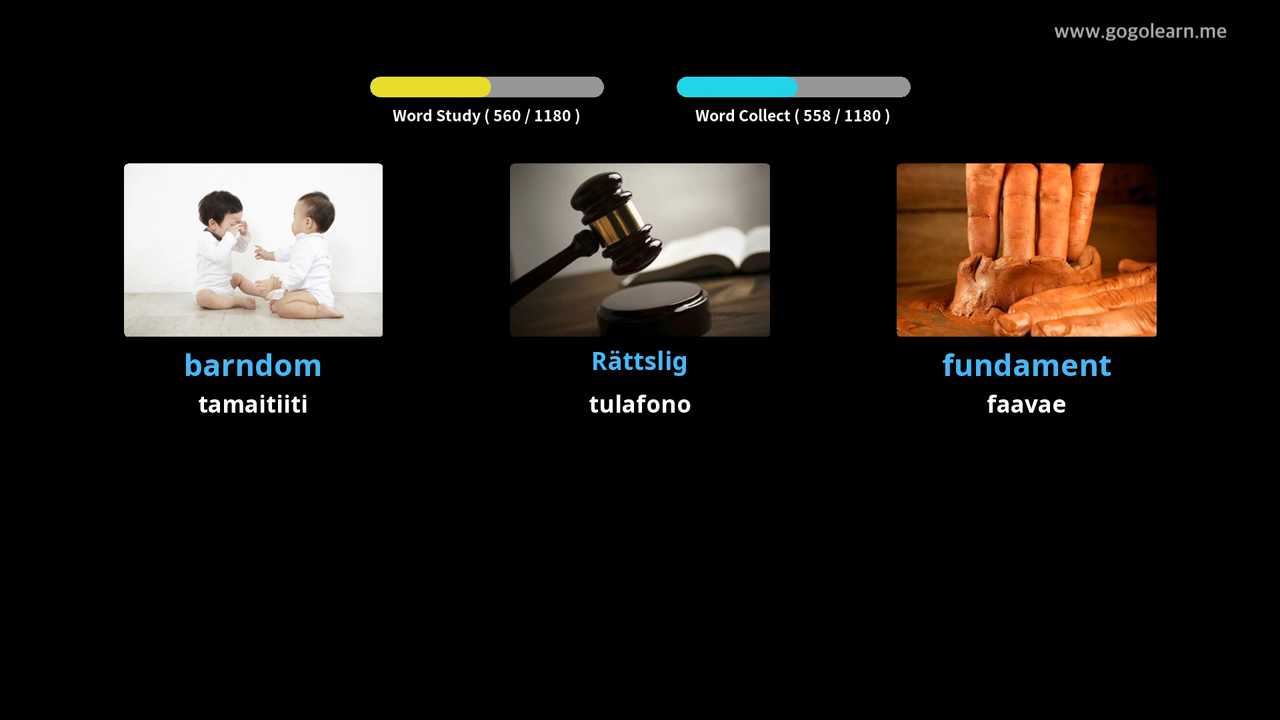 www.gogolearn.me
Word Study ( 560 / 1180 )
Word Collect ( 558 / 1180 )
barndom
tamaitiiti
Rättslig
tulafono
fundament
faavae